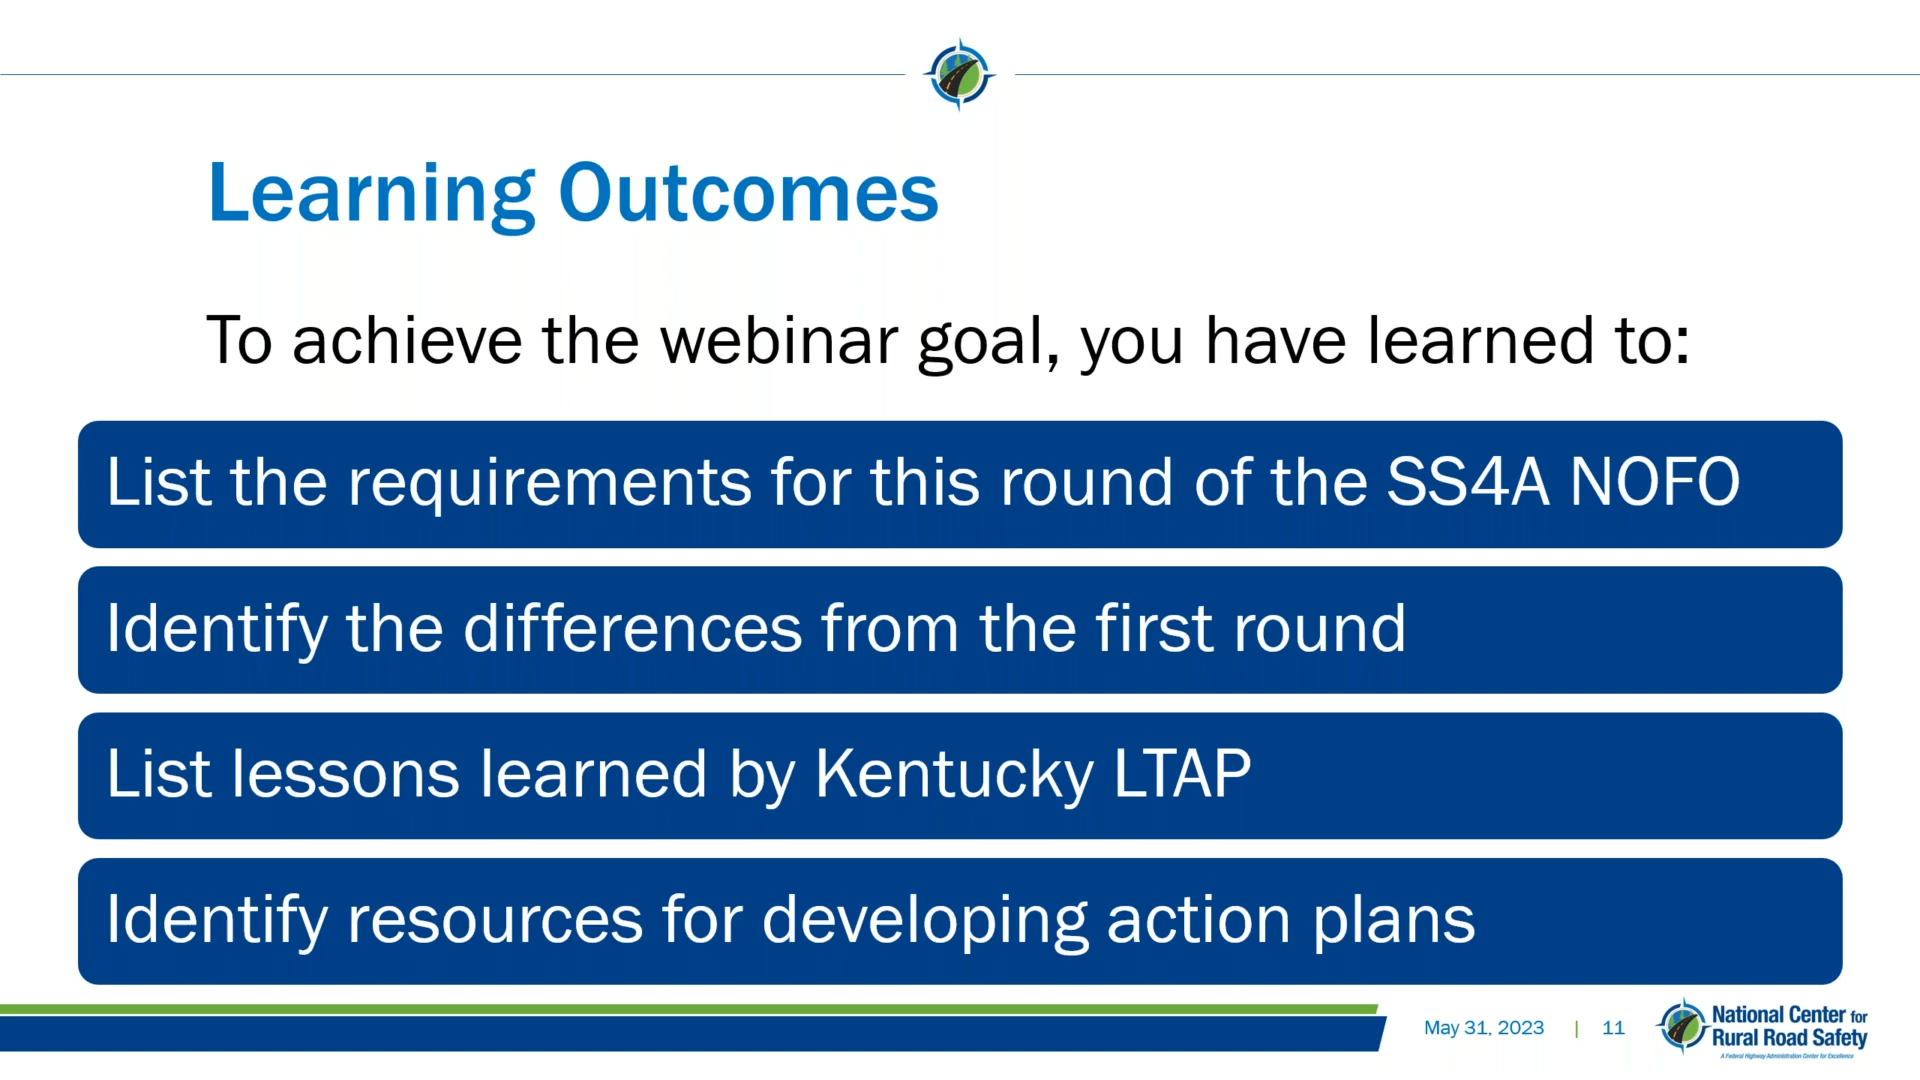 Learning Outcomes
To achieve the webinar goal, you have learned to:
List the requirements for this round of the SS4A NOFO
Identify the differences from the first round
List lessons learned by Kentucky LTAP
Identify resources for developing action plans
May 31, 2023 | 11
National Center for
Rural Road Safety
A Federal Highway Administration Center for Excellence